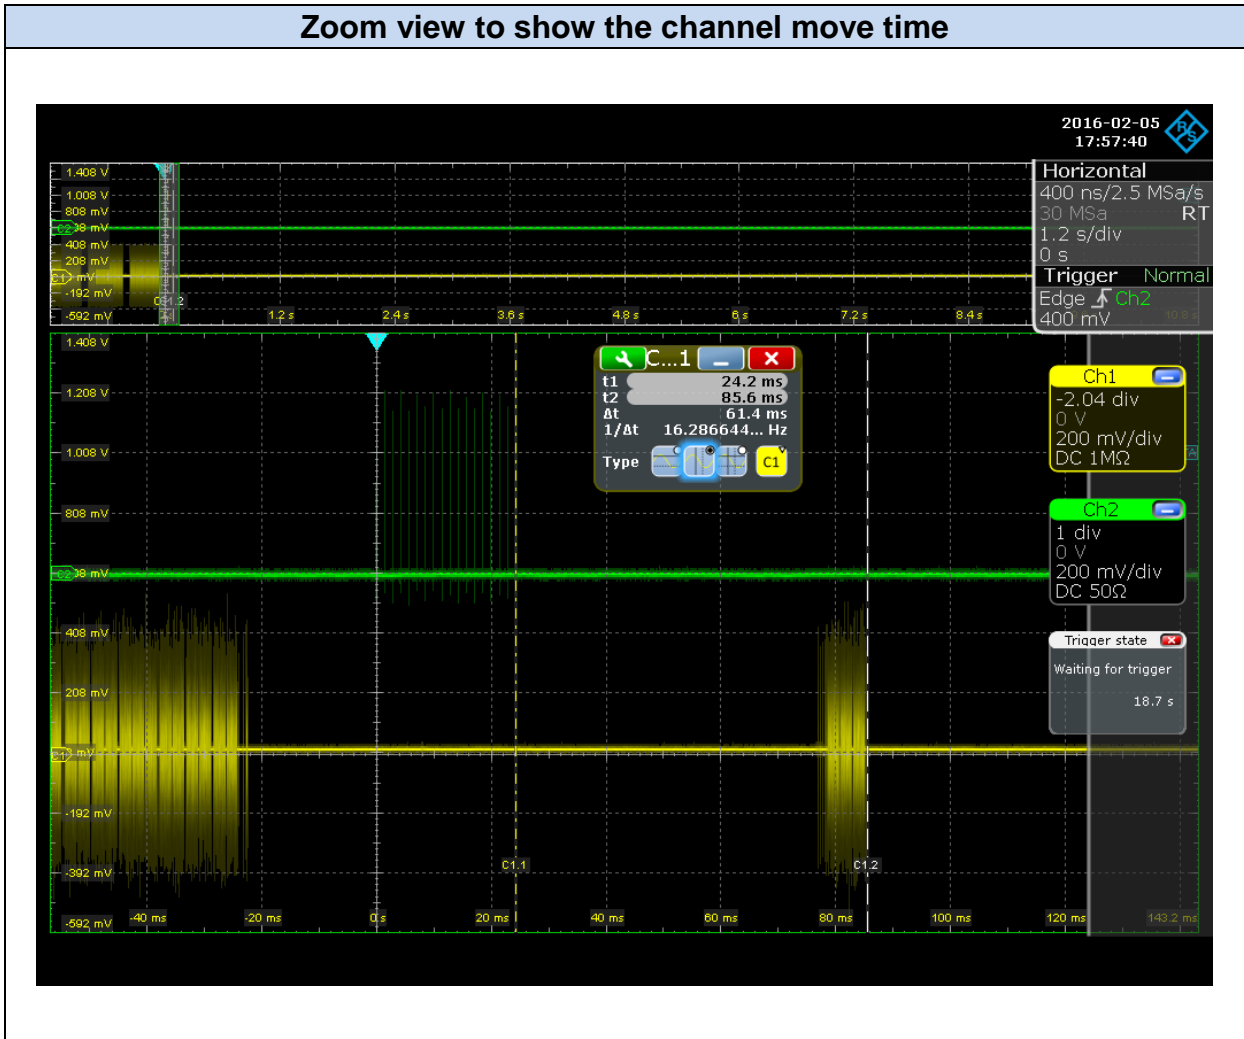 Zoom view to show the channel move time
2016-02-05
17:57:40
Horizontal
400 ns/2.5 MSa/s
30 MSa RT
1.2 s/div
0 s
Trigger Normal
Edge Ch2
400 mV
1.408 V
1.008 V
808 mV
C2
408 mV
208 mV
C1 mV
-192 mV
-592 mV
1.2 s 2.4 s 3.6 s 4.8 s 6 s 7.2 s 8.4 s 10.8 s
1.408 V
1.208 V
1.008 V
808 mV
C2
408 mV
208 mV
C1
-192 mV
-392 mV
-592 mV
C...1
t1 24.2 ms
t2 85.6 ms
Δt 61.4 ms
1/Δt 16.286644... Hz
Type C1
Ch1
-2.04 div
0 V
200 mV/div
DC 1MΩ
Ch2
1 div
0 V
200 mV/div
DC 50Ω
Trigger state
Waiting for trigger
18.7 s
C1.1 C1.2
-40 ms -20 ms 0 s 20 ms 40 ms 60 ms 80 ms 100 ms 120 ms 143.2 ms